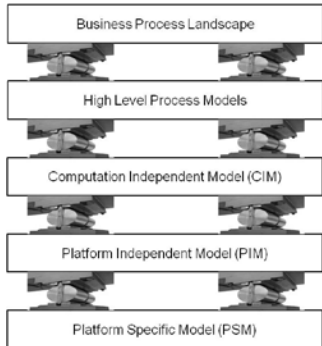 Business Process Landscape
High Level Process Models
Computation Independent Model (CIM)
Platform Independent Model (PIM)
Platform Specific Model (PSM)